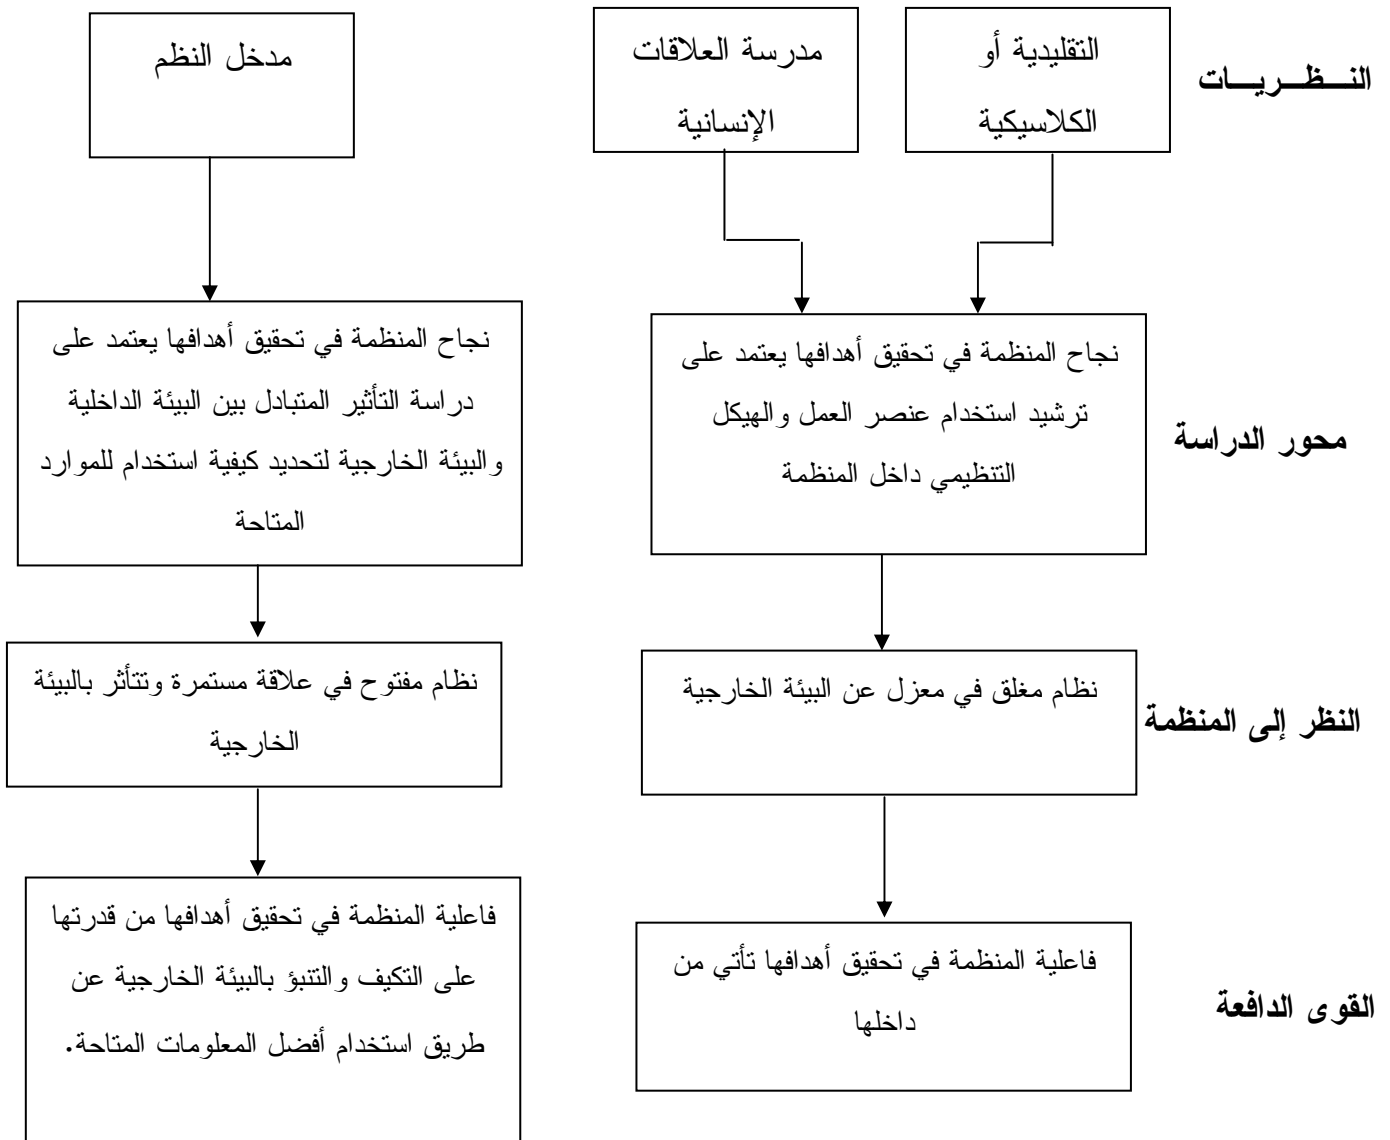 النـــظـــريـــات
التقليدية أو
الكلاسيكية
مدرسة العلاقات
الإنسانية
مدخل النظم
محور الدراسة
نجاح المنظمة في تحقيق أهدافها يعتمد على
ترشيد استخدام عنصر العمل والهيكل
التنظيمي داخل المنظمة
نجاح المنظمة في تحقيق أهدافها يعتمد على
دراسة التأثير المتبادل بين البيئة الداخلية
والبيئة الخارجية لتحديد كيفية استخدام للموارد
المتاحة
النظر إلى المنظمة
نظام مغلق في معزل عن البيئة الخارجية
نظام مفتوح في علاقة مستمرة وتتأثر بالبيئة
الخارجية
القوى الدافعة
فاعلية المنظمة في تحقيق أهدافها تأتي من
داخلها
فاعلية المنظمة في تحقيق أهدافها من قدرتها
على التكيف والتنبؤ بالبيئة الخارجية عن
طريق استخدام أفضل المعلومات المتاحة.